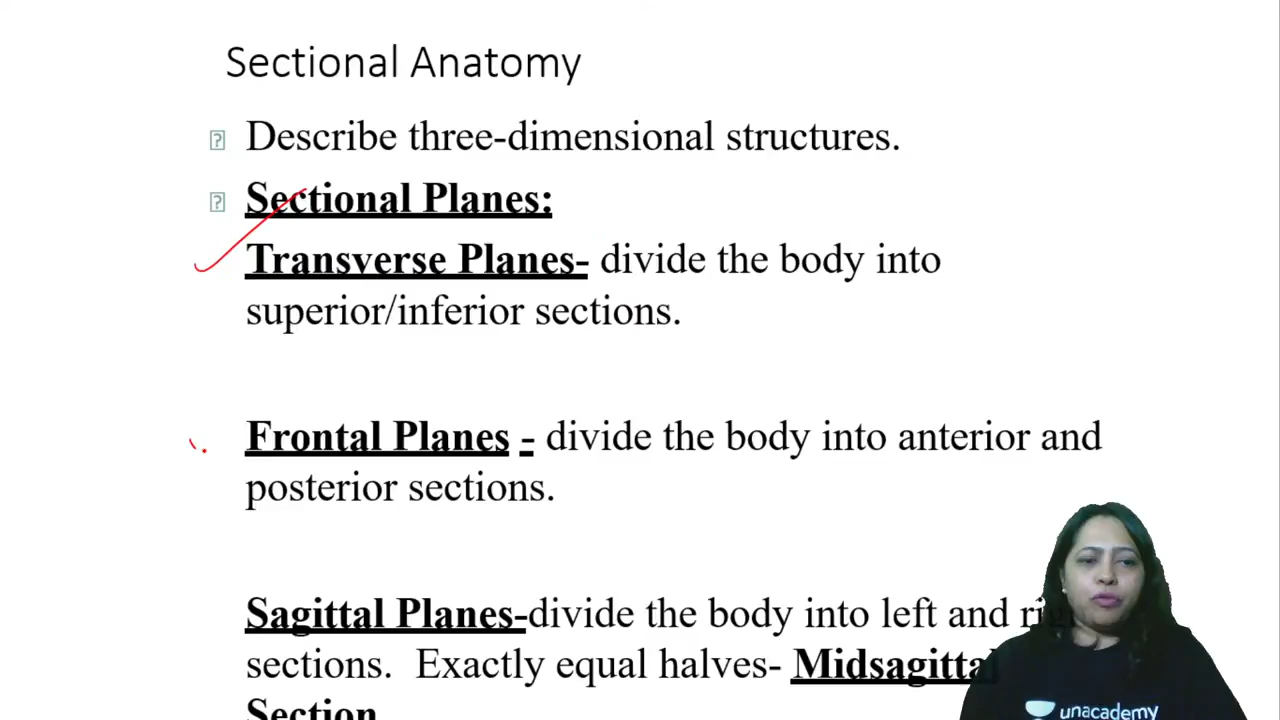 Sectional Anatomy
Describe three-dimensional structures.
Sectional Planes:
Transverse Planes- divide the body into
superior/inferior sections.
Frontal Planes - divide the body into anterior and
posterior sections.
Sagittal Planes-divide the body into left and
sections. Exactly equal halves- Midsagittal
Section
unacademy